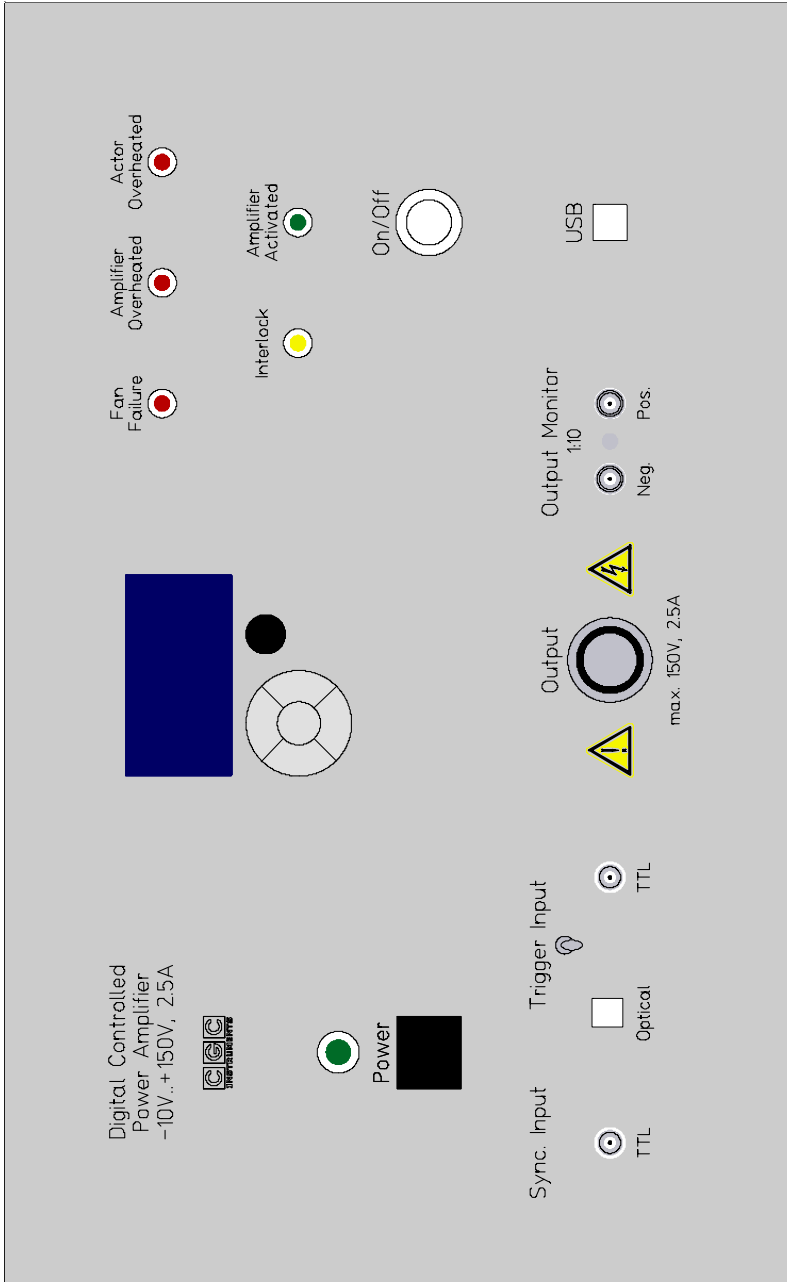 Digital Controlled
Power Amplifier
-10V..+150V, 2.5A
CGC
INSTRUMENTS
Fan
Failure
Amplifier
Overheated
Actor
Overheated
Interlock
Amplifier
Activated
Power
On/Off
Sync. Input
TTL
Trigger Input
Optical
TTL
Output
max. 150V, 2.5A
Output Monitor
1:10
Neg.
Pos.
USB